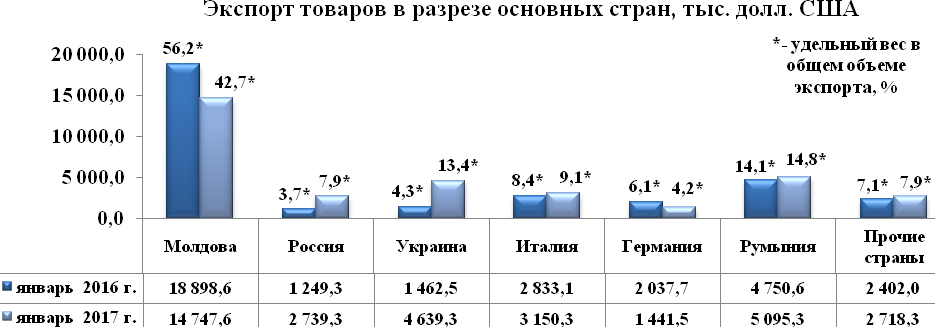 Экспорт товаров в разрезе основных стран, тыс. долл. США
*- удельный вес в
общем объеме
экспорта, %
20 000,0
15 000,0
10 000,0
5 000,0
0,0
56,2* 42,7* 3,7* 7,9* 4,3* 13,4* 8,4* 9,1* 6,1* 4,2* 14,1* 14,8* 7,1* 7,9*
Молдова Россия Украина Италия Германия Румыния Прочие
страны
январь 2016 г. 18 898,6 1 249,3 1 462,5 2 833,1 2 037,7 4 750,6 2 402,0
январь 2017 г. 14 747,6 2 739,3 4 639,3 3 150,3 1 441,5 5 095,3 2 718,3